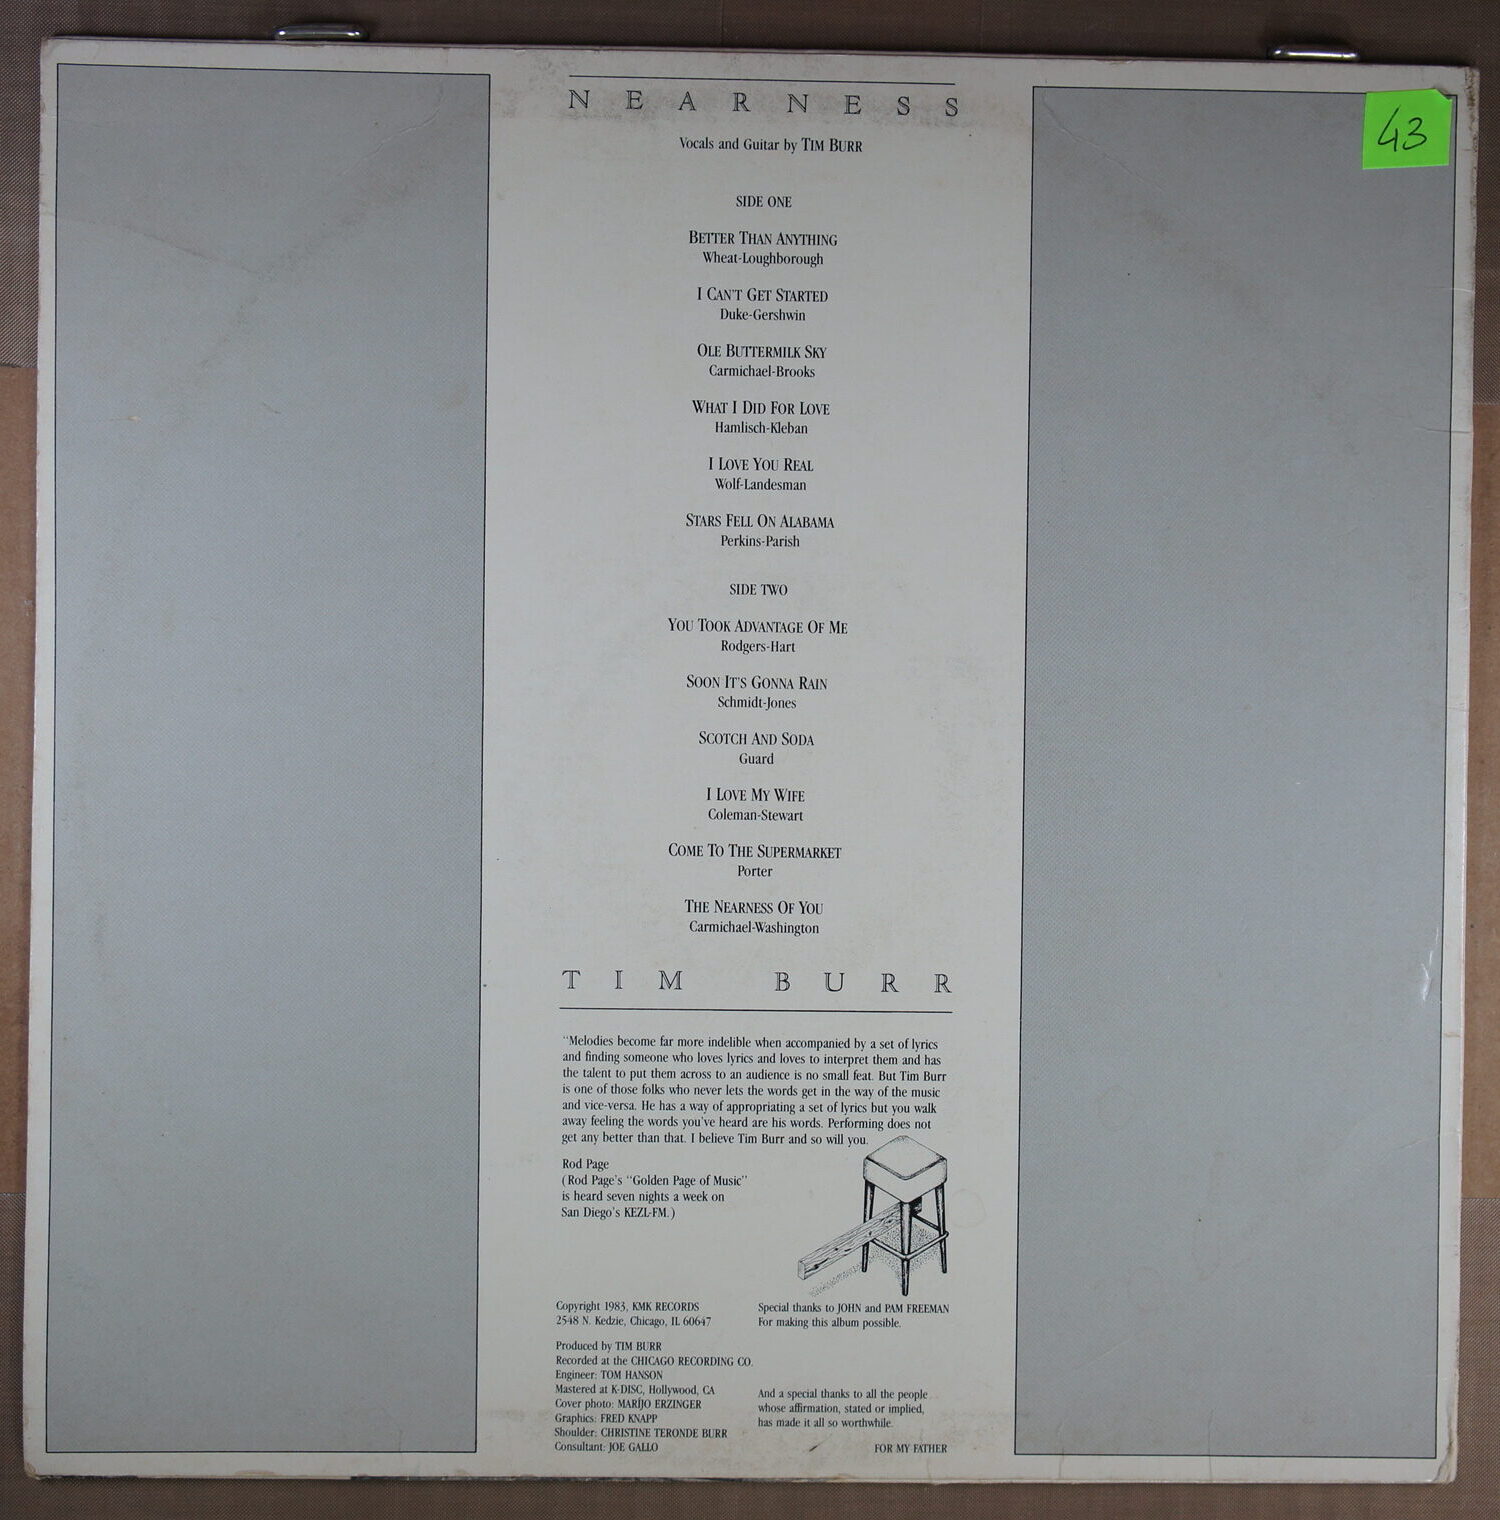 NEARNESS
43
Vocals and Guitar by TIM BURR
SIDE ONE
BETTER THAN ANYTHING
Wheat-Loughborough
I CAN'T GET STARTED
Duke-Gershwin
OLE BUTTERMILK SKY
Carmichael-Brooks
WHAT I DID FOR LOVE
Hamlisch-Kleban
I LOVE YOU REAL
Wolf-Landesman
STARS FELL ON ALABAMA
Perkins-Parish
SIDE TWO
YOU TOOK ADVANTAGE OF ME
Rodgers-Hart
SOON IT'S GONNA RAIN
Schmidt-Jones
SCOTCH AND SODA
Guard
I LOVE MY WIFE
Coleman-Stewart
COME TO THE SUPERMARKET
Porter
THE NEARNESS OF YOU
Carmichael-Washington
TIM BURR
"Melodies become far more indelible when accompanied by a set of lyrics
and finding someone who loves lyrics and loves to interpret them and has
the talent to put them across to an audience is no small feat. But Tim Burr
is one of those folks who never lets the words get in the way of the music
and vice-versa. He has a way of appropriating a set of lyrics but you walk
away feeling the words you've heard are his words. Performing does not
get any better than that. I believe Tim Burr and so will you.
Rod Page
(Rod Page's "Golden Page of Music"
is heard seven nights a week on
San Diego's KEZL-FM.)
Copyright 1983, KMK RECORDS
2548 N. Kedzie, Chicago, IL 60647
Produced by TIM BURR
Recorded at the CHICAGO RECORDING CO.
Engineer: TOM HANSON
Mastered at K-DISC, Hollywood, CA
Cover photo: MARIJO ERZINGER
Graphics: FRED KNAPP
Shoulder: CHRISTINE TERONDE BURR
Consultant: JOE GALLO
Special thanks to JOHN and PAM FREEMAN
For making this album possible.
And a special thanks to all the people
whose affirmation, stated or implied,
has made it all so worthwhile.
FOR MY FATHER